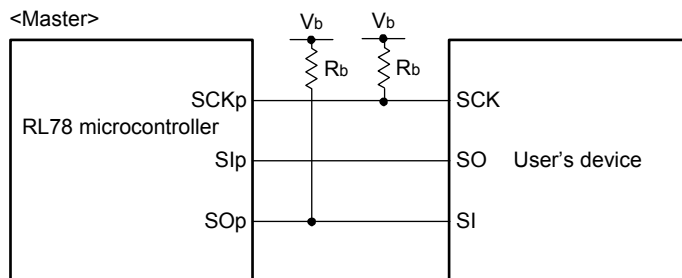 <Master>
Vb
Vb
Rb
Rb
SCKp
SCK
RL78 microcontroller
SIp
SO
User's device
SOp
SI